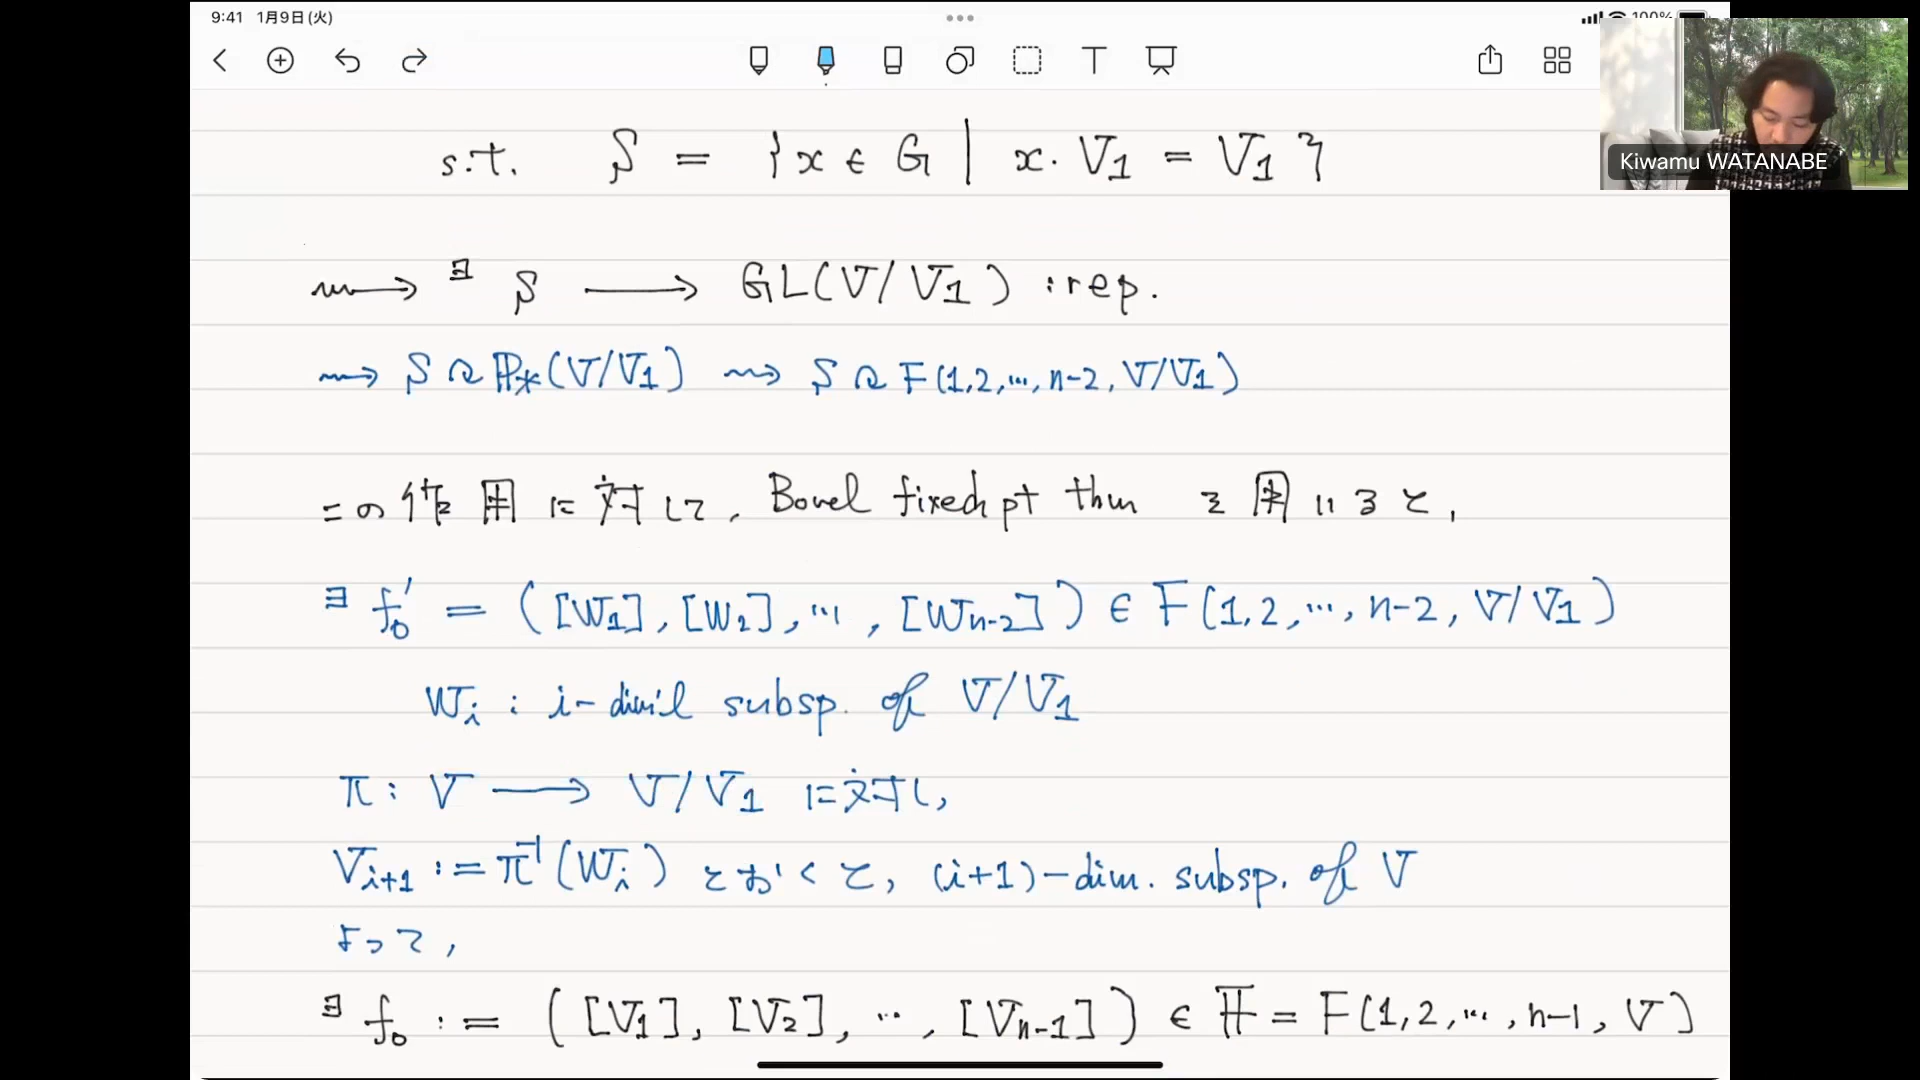 9:41 1月9日(火)
100%
Kiwamu WATANABE
s.t. S = {x ∈ G | x・V₁ = V₁}
⇝ ∃ S ⟶ GL(V/V₁) : rep.
⇝ S ↷ P*(V/V₁) ⇝ S ↷ F(1,2,…,n-2, V/V₁)
この作用に対して, Borel fixed pt thm を用いると,
∃ f₀′ = ([W₁], [W₂], …, [Wn-2]) ∈ F(1,2,…, n-2, V/V₁)
Wᵢ : i-dim'l subsp. of V/V₁
π : V ⟶ V/V₁ に対し,
Vᵢ₊₁ := π⁻¹(Wᵢ) とおくと, (i+1)-dim. subsp. of V
よって,
∃ f₀ := ([V₁], [V₂], …, [Vn-1]) ∈ 𝔽 = F(1,2,…, n-1, V)